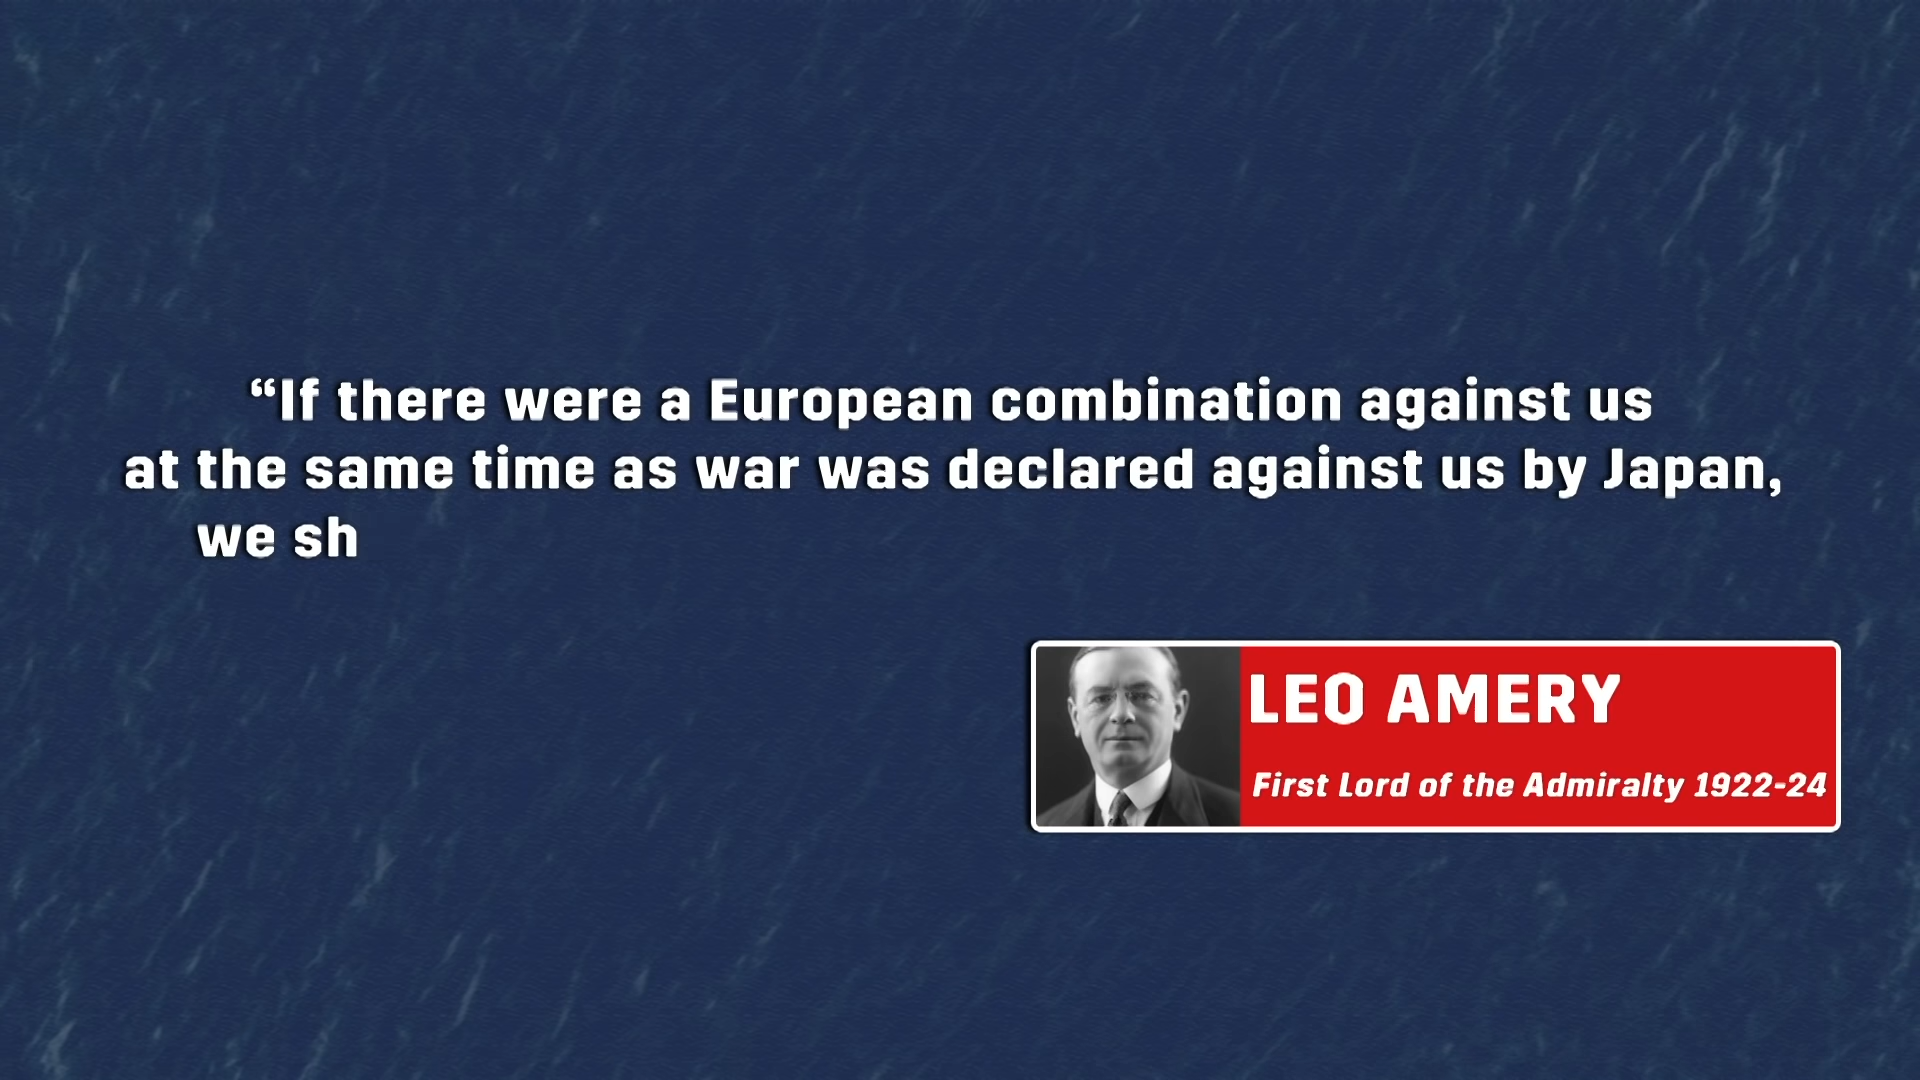 “If there were a European combination against us
at the same time as war was declared against us by Japan,
we sh
LEO AMERY
First Lord of the Admiralty 1922-24